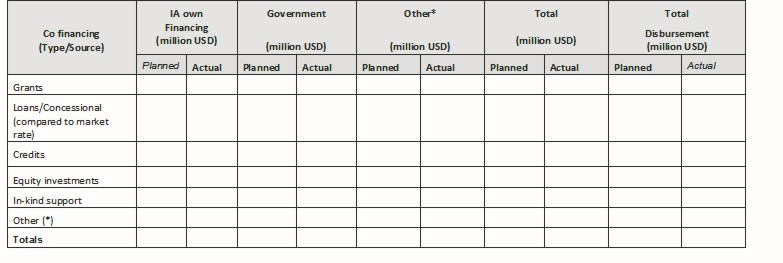 Co financing
(Type/Source)
IA own
Financing
(million USD)
Government
(million USD)
Other*
(million USD)
Total
(million USD)
Total
Disbursement
(million USD)
Planned Actual Planned Actual Planned Actual Planned Actual Planned Actual
Grants
Loans/Concessional
(compared to market
rate)
Credits
Equity investments
In-kind support
Other (*)
Totals